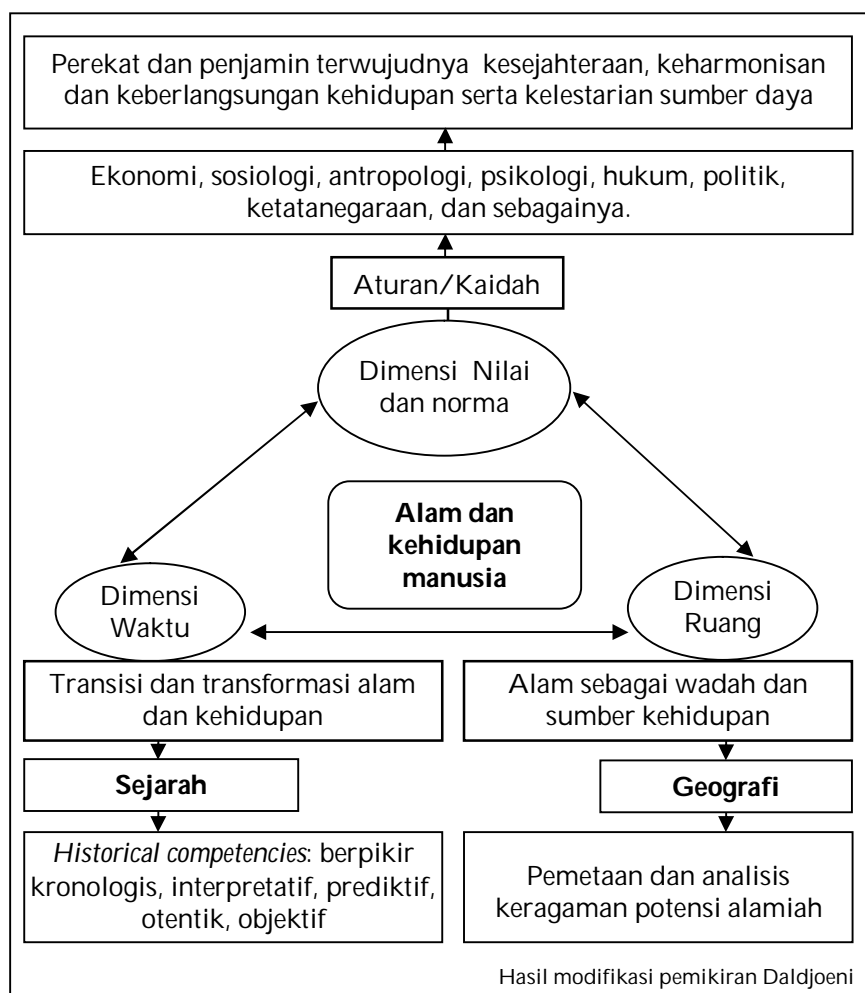 Perekat dan penjamin terwujudnya kesejahteraan, keharmonisan
dan keberlangsungan kehidupan serta kelestarian sumber daya
Ekonomi, sosiologi, antropologi, psikologi, hukum, politik,
ketatanegaraan, dan sebagainya.
Aturan/Kaidah
Dimensi Nilai
dan norma
Alam dan
kehidupan
manusia
Dimensi
Waktu
Dimensi
Ruang
Transisi dan transformasi alam
dan kehidupan
Alam sebagai wadah dan
sumber kehidupan
Sejarah
Geografi
Historical competencies: berpikir
kronologis, interpretatif, prediktif,
otentik, objektif
Pemetaan dan analisis
keragaman potensi alamiah
Hasil modifikasi pemikiran Daldjoeni